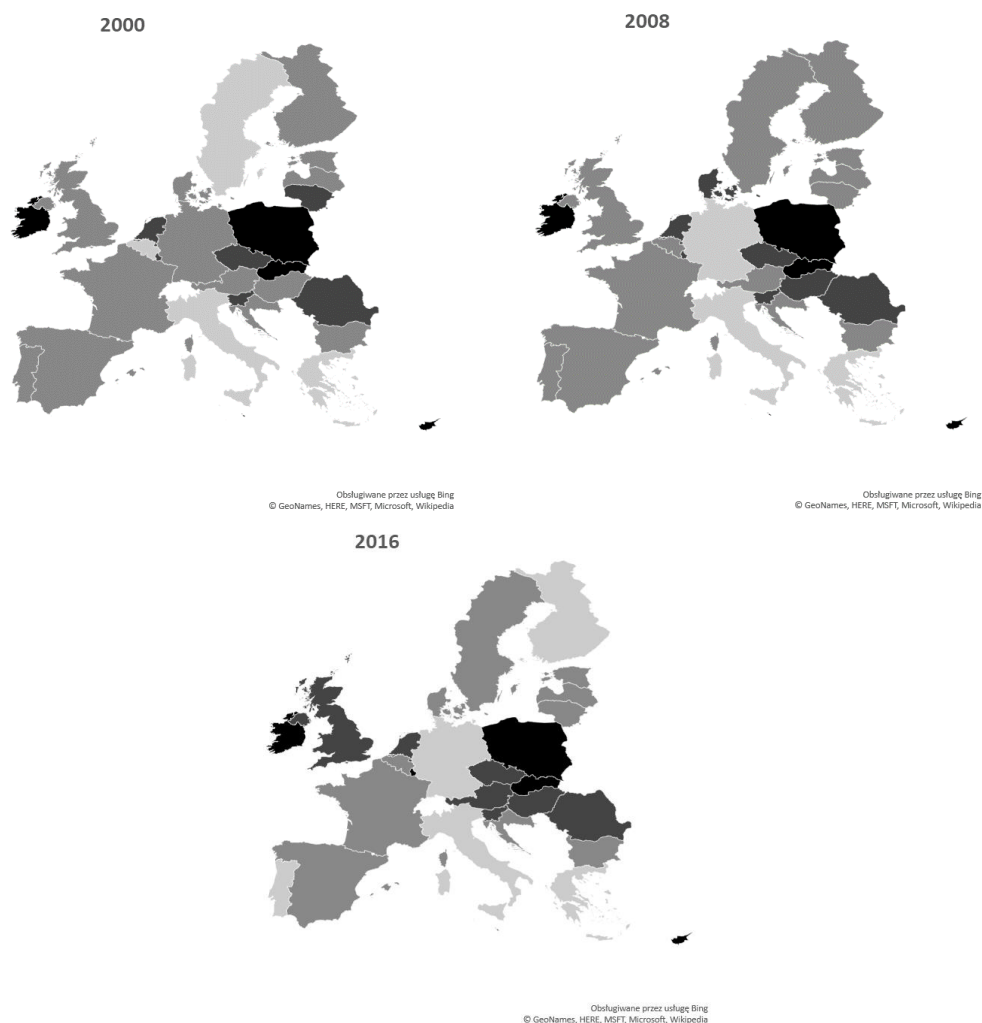 2000
2008
Obsługiwane przez usługę Bing
© GeoNames, HERE, MSFT, Microsoft, Wikipedia
Obsługiwane przez usługę Bing
© GeoNames, HERE, MSFT, Microsoft, Wikipedia
2016
Obsługiwane przez usługę Bing
© GeoNames, HERE, MSFT, Microsoft, Wikipedia